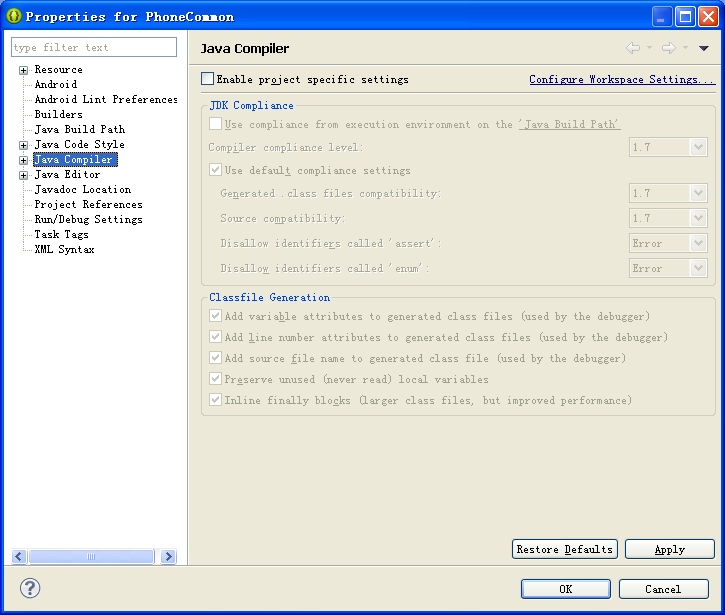 Properties for PhoneCommon
type filter text
Resource
Android
Android Lint Preferences
Builders
Java Build Path
Java Code Style
Java Compiler
Java Editor
Javadoc Location
Project References
Run/Debug Settings
Task Tags
XML Syntax
Java Compiler
Enable project specific settings
Configure Workspace Settings...
JDK Compliance
Use compliance from execution environment on the 'Java Build Path'
Compiler compliance level: 1.7
Use default compliance settings
Generated .class files compatibility: 1.7
Source compatibility: 1.7
Disallow identifiers called 'assert': Error
Disallow identifiers called 'enum': Error
Classfile Generation
Add variable attributes to generated class files (used by the debugger)
Add line number attributes to generated class files (used by the debugger)
Add source file name to generated class file (used by the debugger)
Preserve unused (never read) local variables
Inline finally blocks (larger class files, but improved performance)
Restore Defaults Apply
? OK Cancel